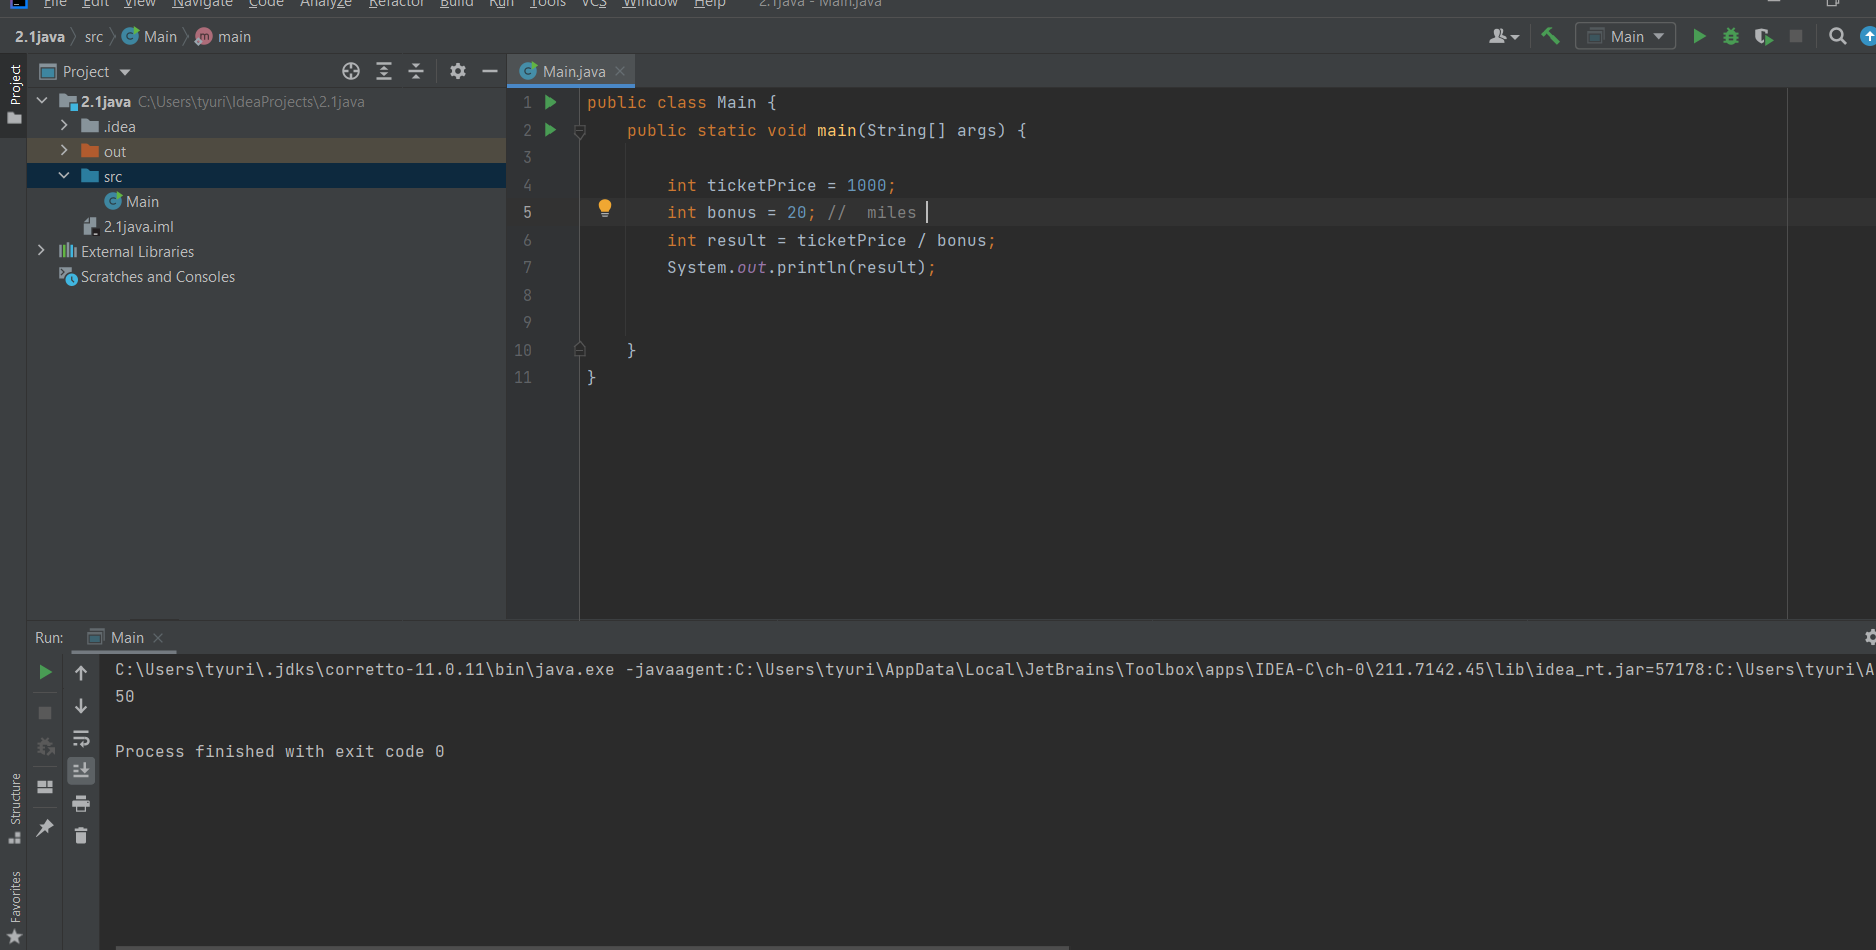 File Edit View Navigate Code Analyze Refactor Build Run Tools VCS Window Help 2.1java - Main.java
2.1java src Main main
Main
Project
Project
Main.java
2.1java C:\Users\tyuri\IdeaProjects\2.1java
.idea
out
src
Main
2.1java.iml
External Libraries
Scratches and Consoles
1 public class Main {
2 public static void main(String[] args) {
3
4 int ticketPrice = 1000;
5 int bonus = 20; //  miles
6 int result = ticketPrice / bonus;
7 System.out.println(result);
8
9
10 }
11 }
Run: Main
C:\Users\tyuri\.jdks\corretto-11.0.11\bin\java.exe -javaagent:C:\Users\tyuri\AppData\Local\JetBrains\Toolbox\apps\IDEA-C\ch-0\211.7142.45\lib\idea_rt.jar=57178:C:\Users\tyuri\A
50
Process finished with exit code 0
Structure
Favorites